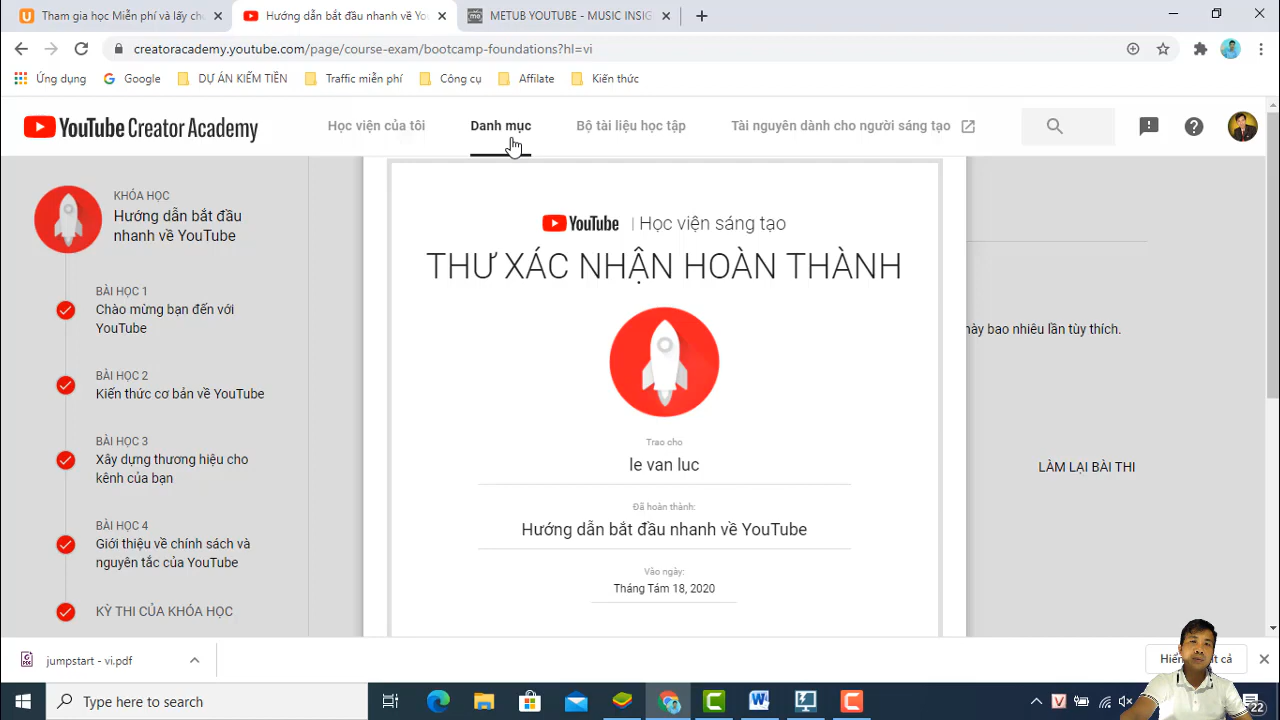 Tham gia học Miễn phí và lấy ch
Hướng dẫn bắt đầu nhanh về Yo
METUB YOUTUBE - MUSIC INSIG
creatoracademy.youtube.com/page/course-exam/bootcamp-foundations?hl=vi
Ứng dụng
Google
DỰ ÁN KIẾM TIỀN
Traffic miễn phí
Công cụ
Affilate
Kiến thức
YouTube Creator Academy
Học viện của tôi
Danh mục
Bộ tài liệu học tập
Tài nguyên dành cho người sáng tạo
KHÓA HỌC
Hướng dẫn bắt đầu
nhanh về YouTube
BÀI HỌC 1
Chào mừng bạn đến với
YouTube
BÀI HỌC 2
Kiến thức cơ bản về YouTube
BÀI HỌC 3
Xây dựng thương hiệu cho
kênh của bạn
BÀI HỌC 4
Giới thiệu về chính sách và
nguyên tắc của YouTube
KỲ THI CỦA KHÓA HỌC
YouTube | Học viện sáng tạo
THƯ XÁC NHẬN HOÀN THÀNH
Trao cho
le van luc
Đã hoàn thành:
Hướng dẫn bắt đầu nhanh về YouTube
Vào ngày:
Tháng Tám 18, 2020
này bao nhiêu lần tùy thích.
LÀM LẠI BÀI THI
jumpstart - vi.pdf
cả
Type here to search
22